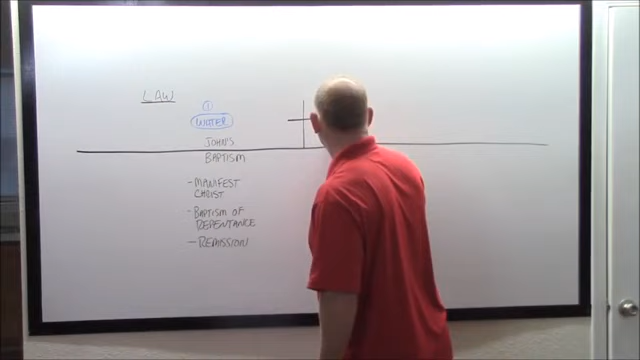 LAW
①
WATER
JOHN'S
BAPTISM
- MANIFEST
CHRIST
- BAPTISM OF
REPENTANCE
- REMISSION